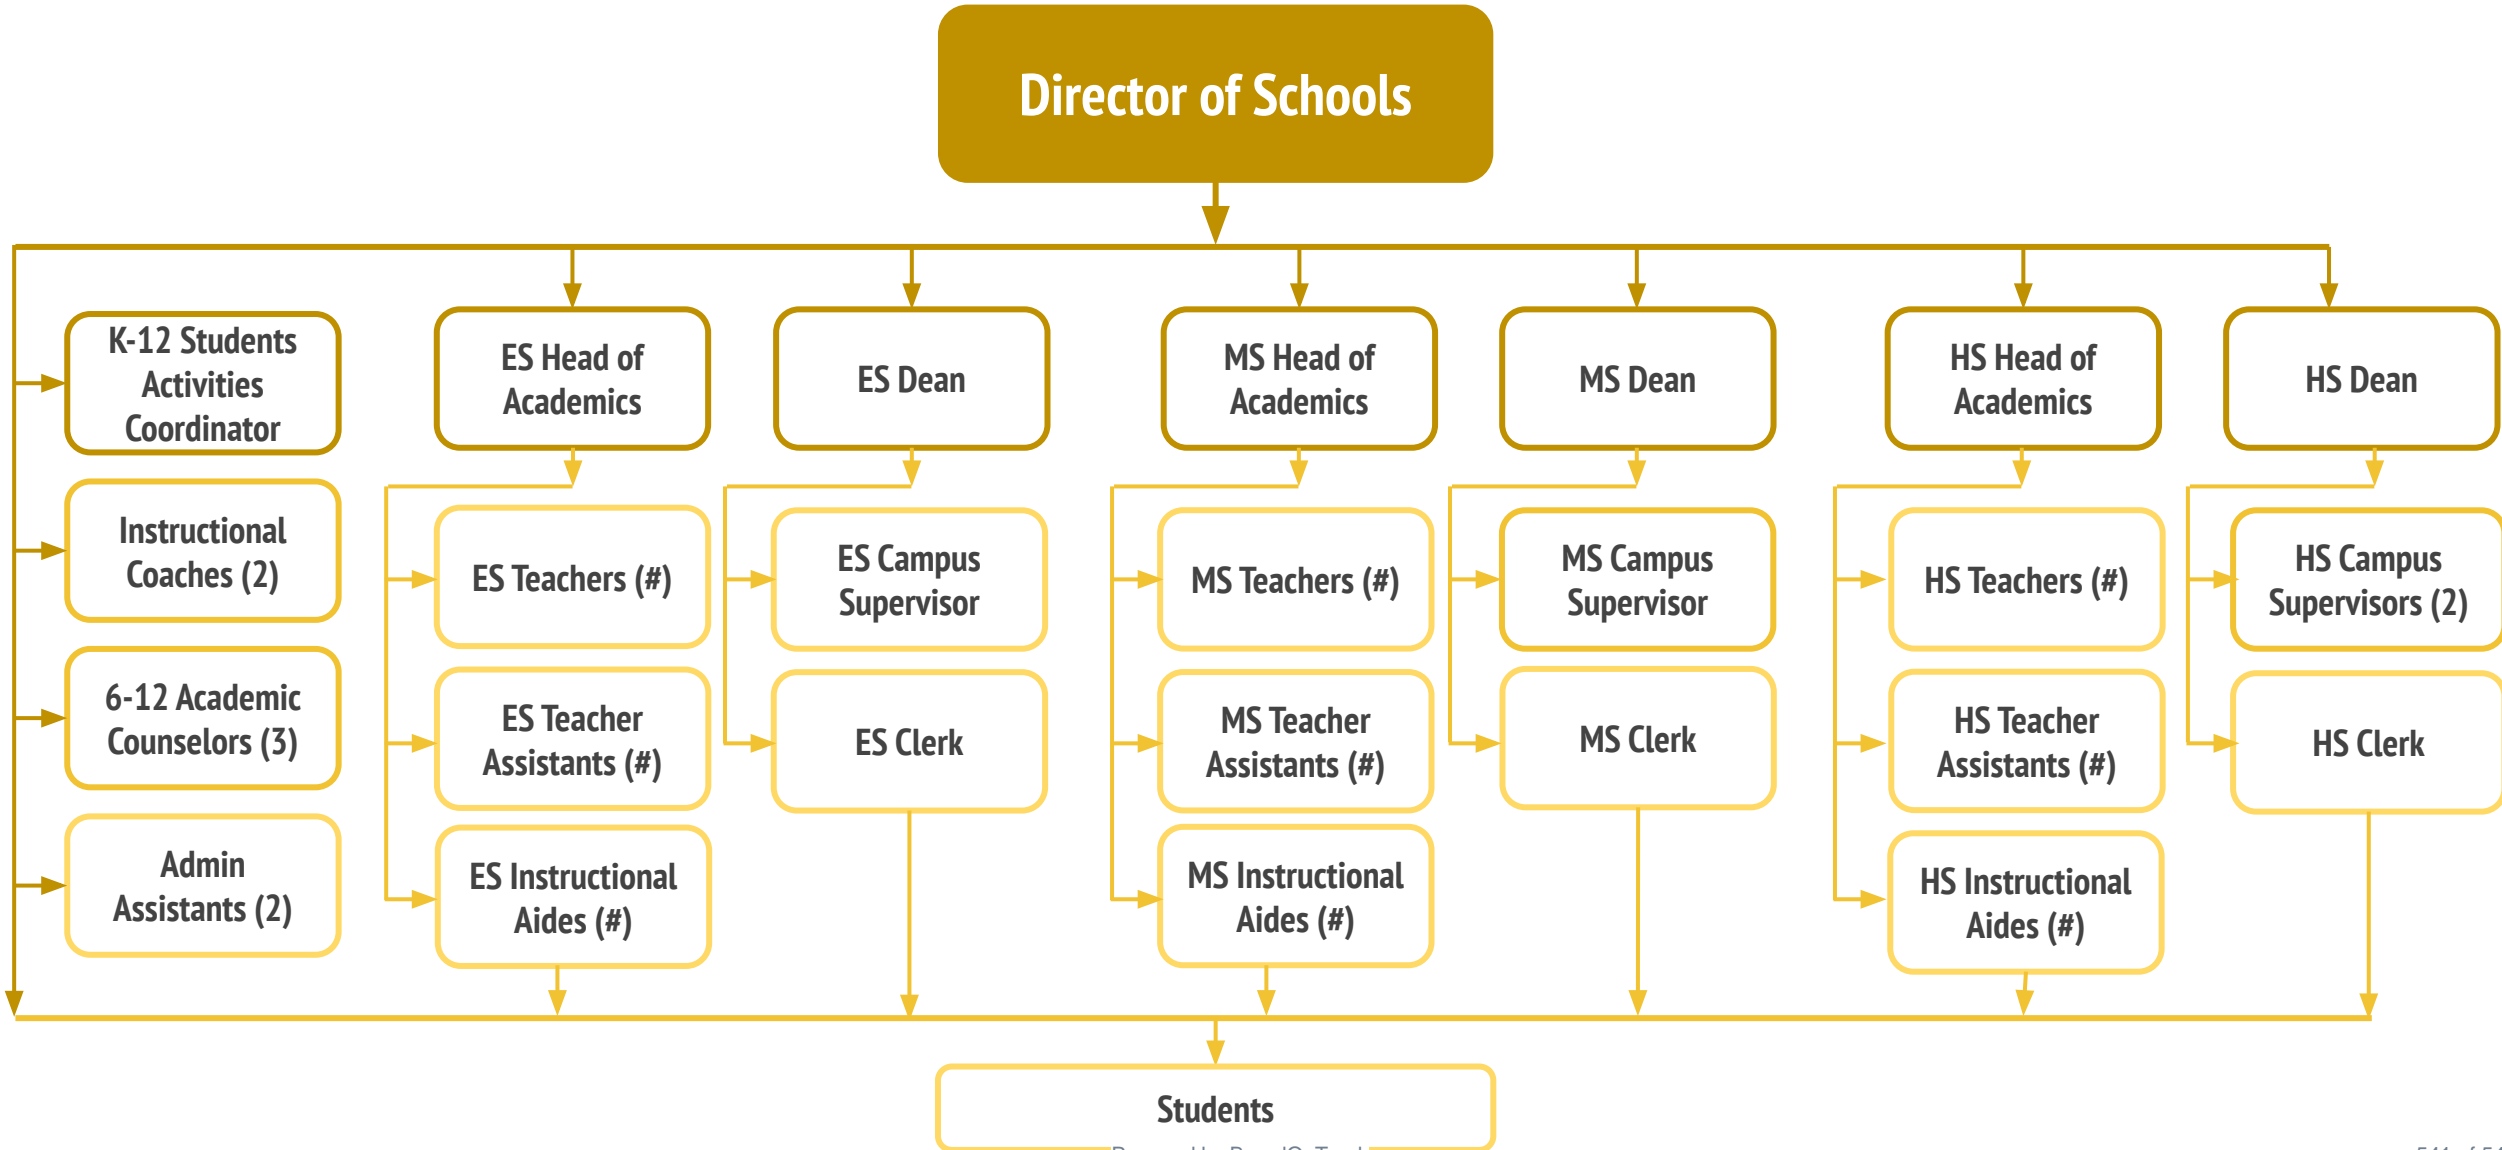 Director of Schools
K-12 Students
Activities
Coordinator
Instructional
Coaches (2)
6-12 Academic
Counselors (3)
Admin
Assistants (2)
ES Head of
Academics
ES Teachers (#)
ES Teacher
Assistants (#)
ES Instructional
Aides (#)
ES Dean
ES Campus
Supervisor
ES Clerk
MS Head of
Academics
MS Teachers (#)
MS Teacher
Assistants (#)
MS Instructional
Aides (#)
MS Dean
MS Campus
Supervisor
MS Clerk
HS Head of
Academics
HS Teachers (#)
HS Teacher
Assistants (#)
HS Instructional
Aides (#)
HS Dean
HS Campus
Supervisors (2)
HS Clerk
Students